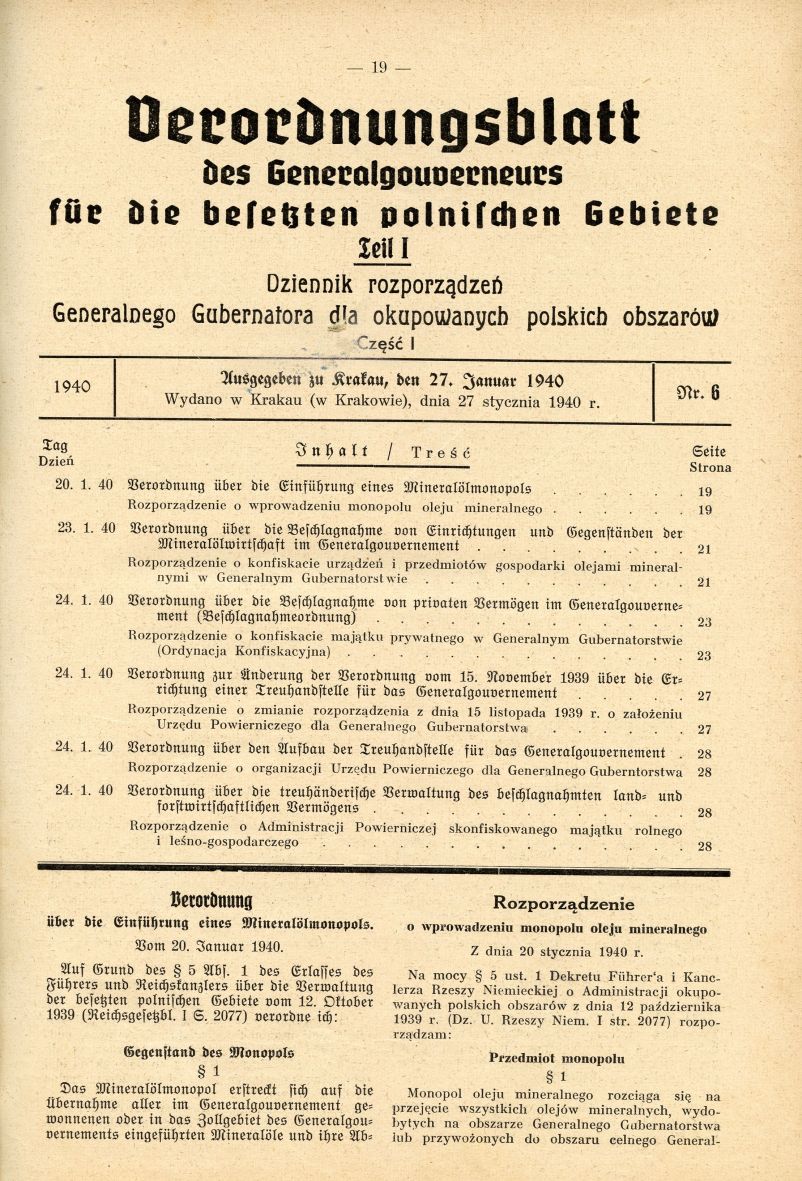 — 19 —
Verordnungsblatt
des Generalgouverneurs
für die besetzten polnischen Gebiete
Teil I
Dziennik rozporządzeń
Generalnego Gubernatora dla okupowanych polskich obszarów
Część I
1940
Ausgegeben zu Krakau, den 27. Januar 1940
Wydano w Krakau (w Krakowie), dnia 27 stycznia 1940 r.
Nr. 6
Tag
Dzień
Inhalt / Treść
Seite
Strona
20. 1. 40 Verordnung über die Einführung eines Mineralölmonopols . . . . . . . 19
Rozporządzenie o wprowadzeniu monopolu oleju mineralnego . . . . . . . 19
23. 1. 40 Verordnung über die Beschlagnahme von Einrichtungen und Gegenständen der
Mineralölwirtschaft im Generalgouvernement . . . . . . . . . 21
Rozporządzenie o konfiskacie urządzeń i przedmiotów gospodarki olejami mineral-
nymi w Generalnym Gubernatorstwie . . . . . . . . . . . 21
24. 1. 40 Verordnung über die Beschlagnahme von privaten Vermögen im Generalgouverne-
ment (Beschlagnahmeordnung) . . . . . . . . . . . . 23
Rozporządzenie o konfiskacie majątku prywatnego w Generalnym Gubernatorstwie
(Ordynacja Konfiskacyjna) . . . . . . . . . . . . . 23
24. 1. 40 Verordnung zur Änderung der Verordnung vom 15. November 1939 über die Er-
richtung einer Treuhandstelle für das Generalgouvernement . . . . . . 27
Rozporządzenie o zmianie rozporządzenia z dnia 15 listopada 1939 r. o założeniu
Urzędu Powierniczego dla Generalnego Gubernatorstwa . . . . . . . 27
24. 1. 40 Verordnung über den Aufbau der Treuhandstelle für das Generalgouvernement . 28
Rozporządzenie o organizacji Urzędu Powierniczego dla Generalnego Guberntorstwa 28
24. 1. 40 Verordnung über die treuhänderische Verwaltung des beschlagnahmten land- und
forstwirtschaftlichen Vermögens . . . . . . . . . . . . 28
Rozporządzenie o Administracji Powierniczej skonfiskowanego majątku rolnego
i leśno-gospodarczego . . . . . . . . . . . . . . 28
Verordnung
über die Einführung eines Mineralölmonopols.
Vom 20. Januar 1940.
Auf Grund des § 5 Abs. 1 des Erlasses des
Führers und Reichskanzlers über die Verwaltung
der besetzten polnischen Gebiete vom 12. Oktober
1939 (Reichsgesetzbl. I S. 2077) verordne ich:
Gegenstand des Monopols
§ 1
Das Mineralölmonopol erstreckt sich auf die
Übernahme aller im Generalgouvernement ge-
wonnenen oder in das Zollgebiet des Generalgou-
vernements eingeführten Mineralöle und ihre Ab-
Rozporządzenie
o wprowadzeniu monopolu oleju mineralnego
Z dnia 20 stycznia 1940 r.
Na mocy § 5 ust. 1 Dekretu Führer'a i Kanc-
lerza Rzeszy Niemieckiej o Administracji okupo-
wanych polskich obszarów z dnia 12 października
1939 r. (Dz. U. Rzeszy Niem. I str. 2077) rozpo-
rządzam:
Przedmiot monopolu
§ 1
Monopol oleju mineralnego rozciąga się na
przejęcie wszystkich olejów mineralnych, wydo-
bytych na obszarze Generalnego Gubernatorstwa
lub przywożonych do obszaru celnego General-